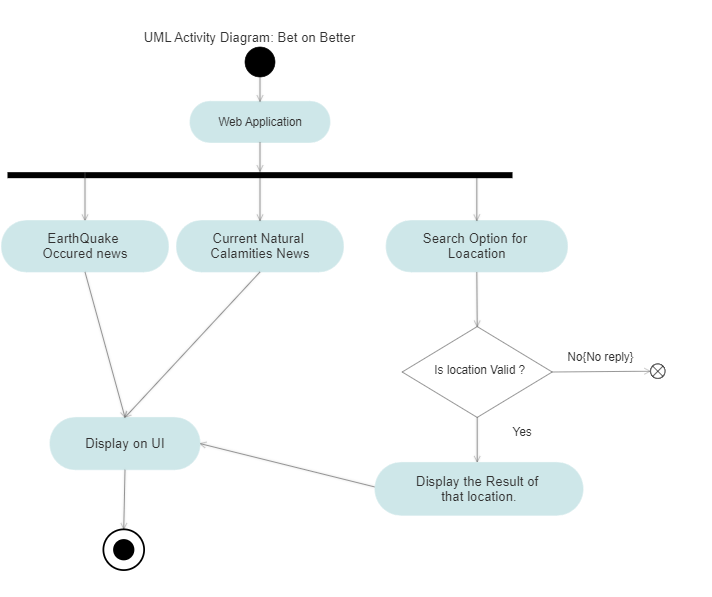 UML Activity Diagram: Bet on Better
Web Application
EarthQuake
Occured news
Current Natural
Calamities News
Search Option for
Loacation
Is location Valid ?
No{No reply}
Yes
Display on UI
Display the Result of
that location.